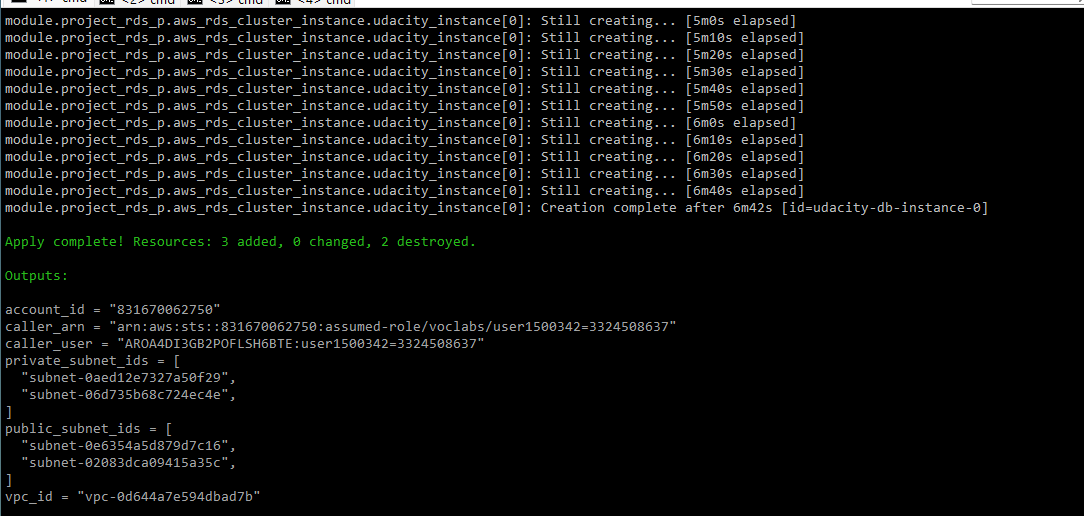 <2> cmd <3> cmd <4> cmd
module.project_rds_p.aws_rds_cluster_instance.udacity_instance[0]: Still creating... [5m0s elapsed]
module.project_rds_p.aws_rds_cluster_instance.udacity_instance[0]: Still creating... [5m10s elapsed]
module.project_rds_p.aws_rds_cluster_instance.udacity_instance[0]: Still creating... [5m20s elapsed]
module.project_rds_p.aws_rds_cluster_instance.udacity_instance[0]: Still creating... [5m30s elapsed]
module.project_rds_p.aws_rds_cluster_instance.udacity_instance[0]: Still creating... [5m40s elapsed]
module.project_rds_p.aws_rds_cluster_instance.udacity_instance[0]: Still creating... [5m50s elapsed]
module.project_rds_p.aws_rds_cluster_instance.udacity_instance[0]: Still creating... [6m0s elapsed]
module.project_rds_p.aws_rds_cluster_instance.udacity_instance[0]: Still creating... [6m10s elapsed]
module.project_rds_p.aws_rds_cluster_instance.udacity_instance[0]: Still creating... [6m20s elapsed]
module.project_rds_p.aws_rds_cluster_instance.udacity_instance[0]: Still creating... [6m30s elapsed]
module.project_rds_p.aws_rds_cluster_instance.udacity_instance[0]: Still creating... [6m40s elapsed]
module.project_rds_p.aws_rds_cluster_instance.udacity_instance[0]: Creation complete after 6m42s [id=udacity-db-instance-0]
Apply complete! Resources: 3 added, 0 changed, 2 destroyed.
Outputs:
account_id = "831670062750"
caller_arn = "arn:aws:sts::831670062750:assumed-role/voclabs/user1500342=3324508637"
caller_user = "AROA4DI3GB2POFLSH6BTE:user1500342=3324508637"
private_subnet_ids = [
"subnet-0aed12e7327a50f29",
"subnet-06d735b68c724ec4e",
]
public_subnet_ids = [
"subnet-0e6354a5d879d7c16",
"subnet-02083dca09415a35c",
]
vpc_id = "vpc-0d644a7e594dbad7b"